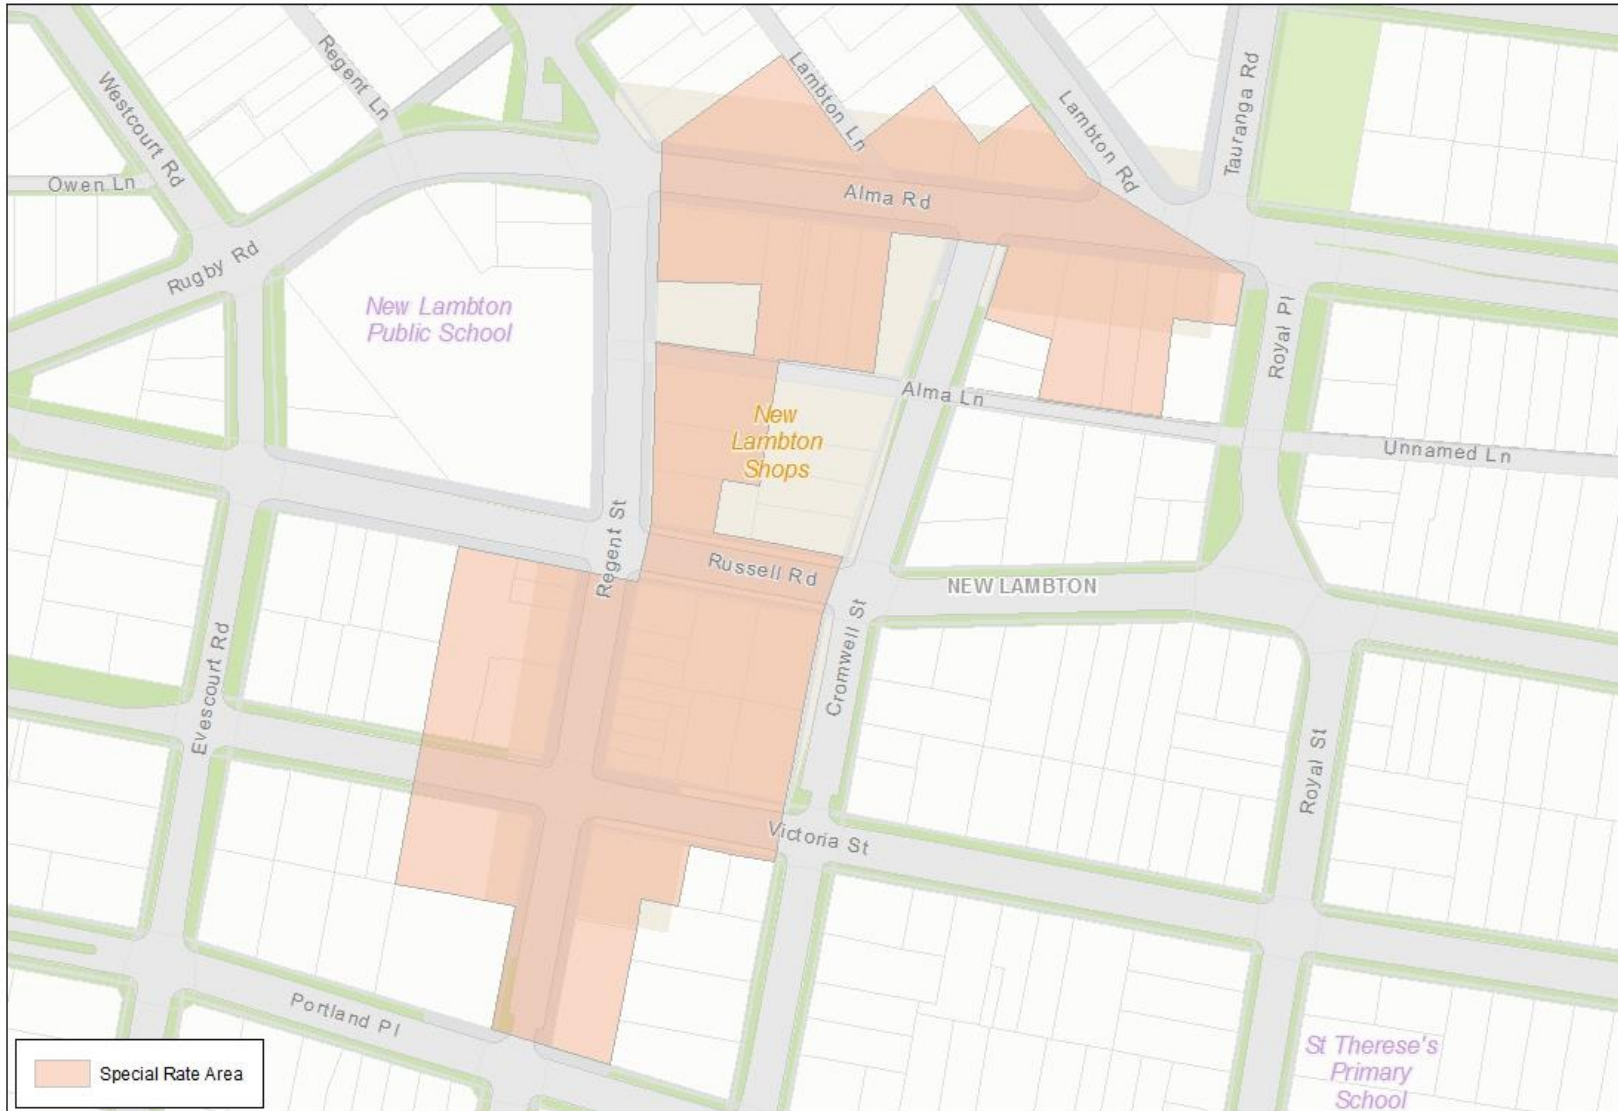 Westcourt Rd
Regent Ln
Lambton Ln
Lambton Rd
Tauranga Rd
Owen Ln
Alma Rd
Rugby Rd
New Lambton
Public School
Royal Pl
Alma Ln
New
Lambton
Shops
Unnamed Ln
Regent St
Russell Rd
NEW LAMBTON
Evescourt Rd
Cromwell St
Royal St
Victoria St
Portland Pl
St Therese's
Primary
School
Special Rate Area